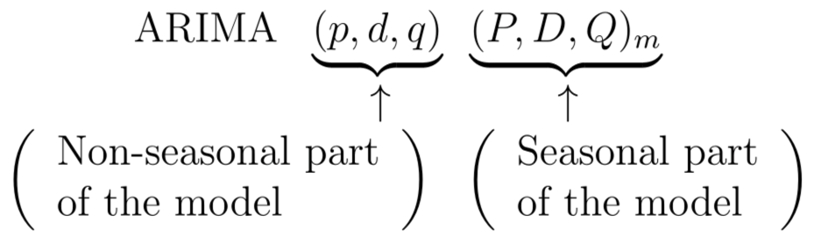 ARIMA (p, d, q) (P, D, Q)m
↑ ↑
( Non-seasonal part ) ( Seasonal part )
of the model of the model